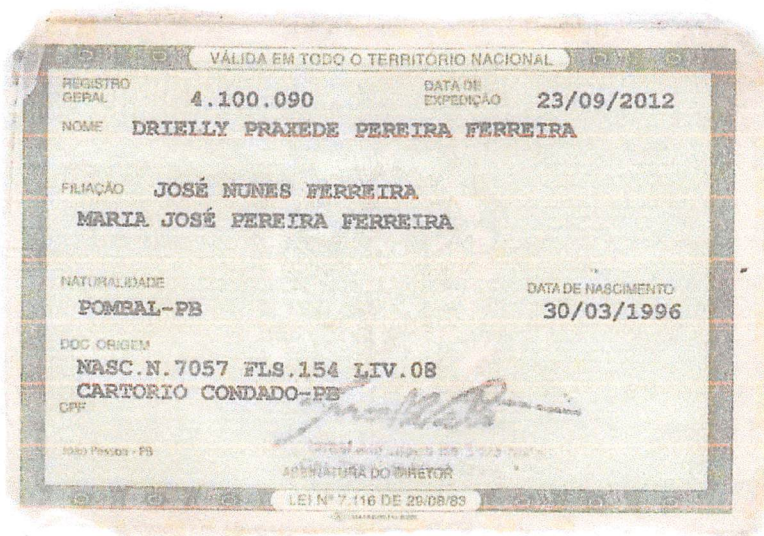 VÁLIDA EM TODO O TERRITÓRIO NACIONAL
REGISTRO GERAL 4.100.090 DATA DE EXPEDIÇÃO 23/09/2012
NOME DRIELLY PRAXEDE PEREIRA FERREIRA
FILIAÇÃO JOSÉ NUNES FERREIRA
MARIA JOSÉ PEREIRA FERREIRA
NATURALIDADE DATA DE NASCIMENTO
POMBAL-PB 30/03/1996
DOC ORIGEM
NASC.N.7057 FLS.154 LIV.08
CARTORIO CONDADO-PB
CPF
João Pessoa - PB
ASSINATURA DO DIRETOR
LEI Nº 7.116 DE 29/08/83